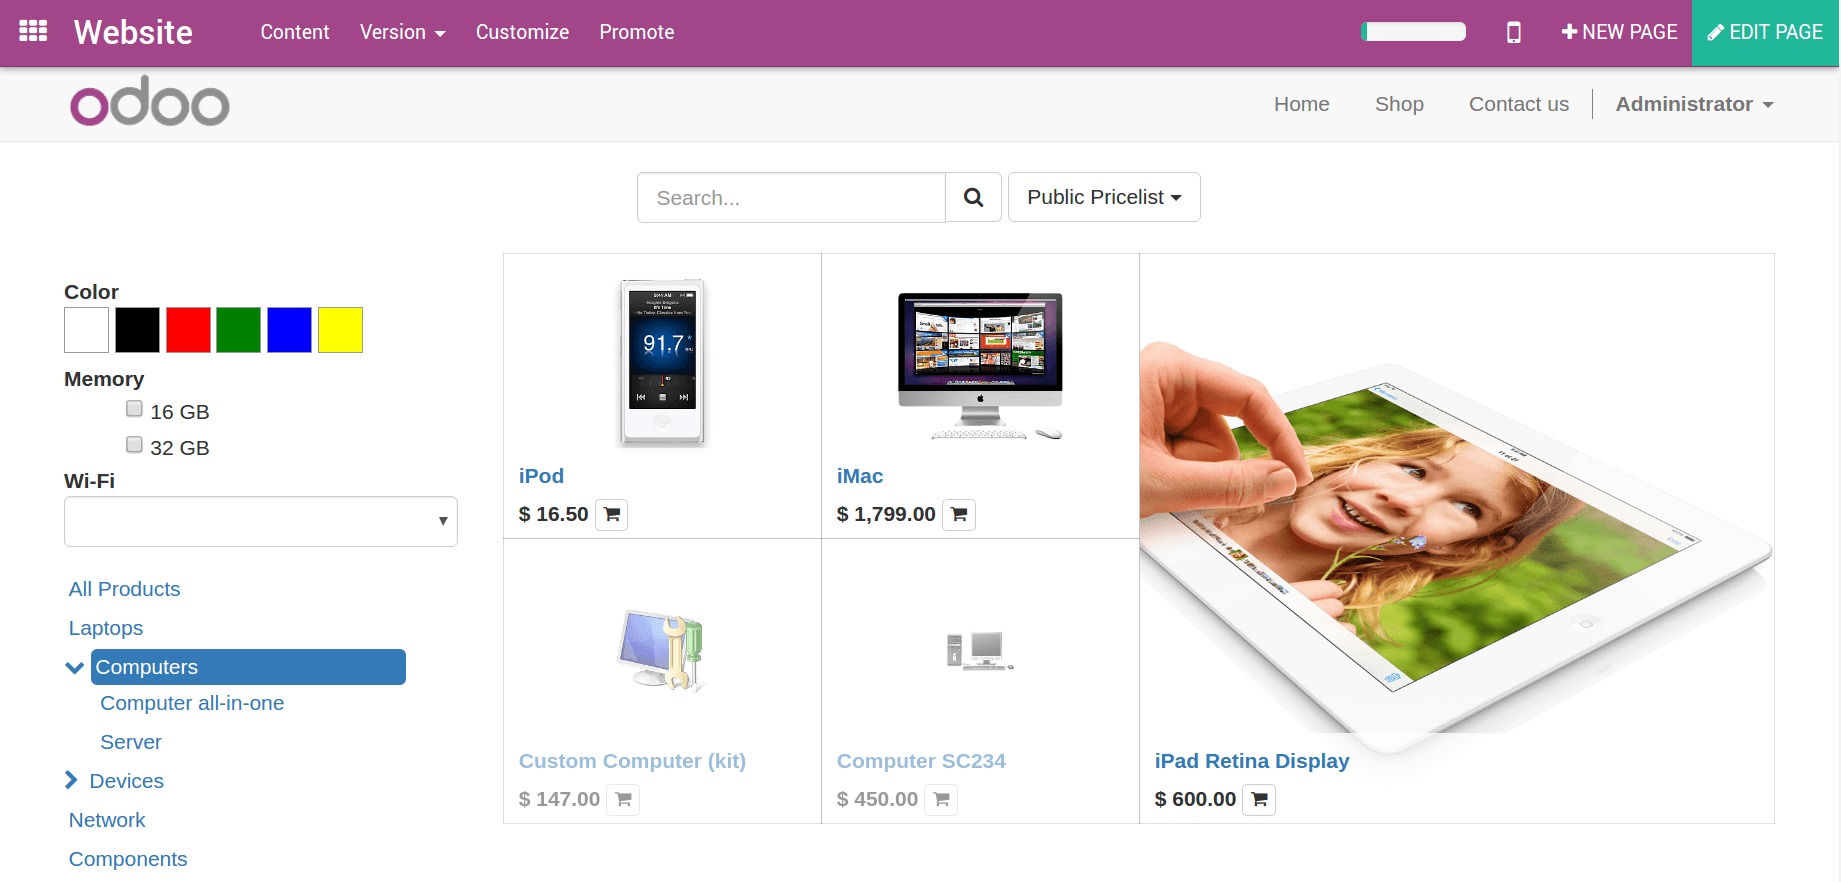 Website Content Version Customize Promote NEW PAGE EDIT PAGE
odoo Home Shop Contact us Administrator
Search... Public Pricelist
Color
Memory
16 GB
32 GB
Wi-Fi
All Products
Laptops
Computers
Computer all-in-one
Server
Devices
Network
Components
9:41 AM
91.7
iPod
$ 16.50
iMac
$ 1,799.00
Custom Computer (kit)
$ 147.00
Computer SC234
$ 450.00
iPad Retina Display
$ 600.00